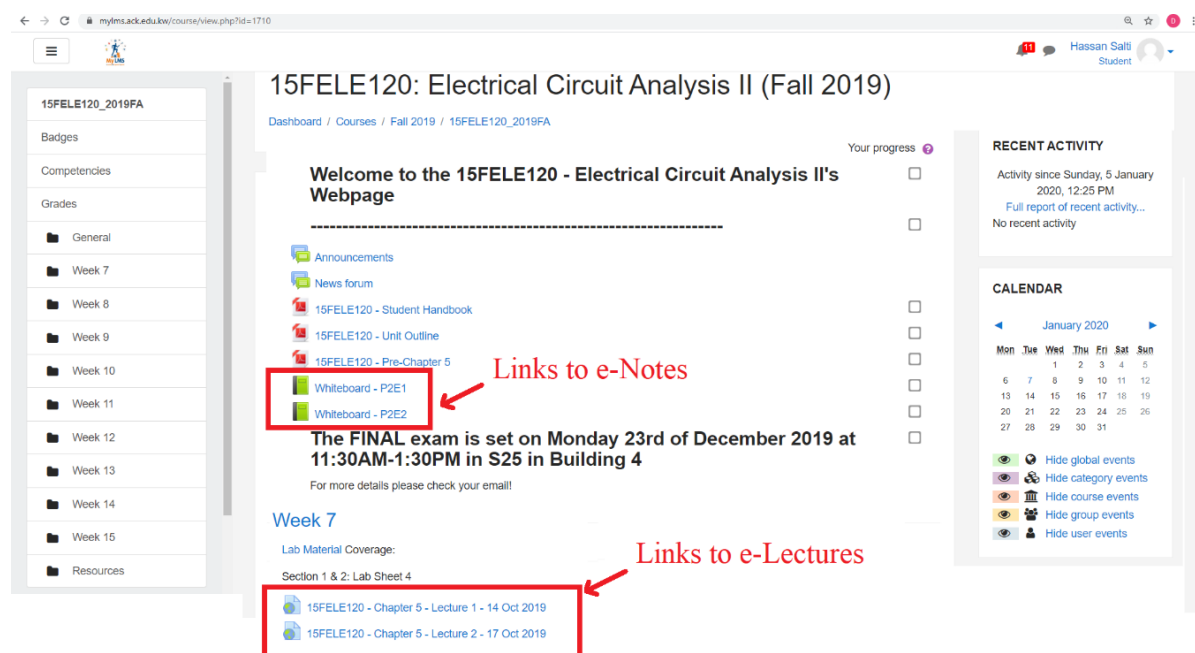 mylms.ack.edu.kw/course/view.php?id=1710
D
MyLMS
11
Hassan Salti
Student
15FELE120_2019FA
Badges
Competencies
Grades
General
Week 7
Week 8
Week 9
Week 10
Week 11
Week 12
Week 13
Week 14
Week 15
Resources
15FELE120: Electrical Circuit Analysis II (Fall 2019)
Dashboard / Courses / Fall 2019 / 15FELE120_2019FA
Your progress ?
Welcome to the 15FELE120 - Electrical Circuit Analysis II's
Webpage
-----------------------------------------------------------------
Announcements
News forum
15FELE120 - Student Handbook
15FELE120 - Unit Outline
15FELE120 - Pre-Chapter 5
Links to e-Notes
Whiteboard - P2E1
Whiteboard - P2E2
The FINAL exam is set on Monday 23rd of December 2019 at
11:30AM-1:30PM in S25 in Building 4
For more details please check your email!
Week 7
Lab Material Coverage:
Links to e-Lectures
Section 1 & 2: Lab Sheet 4
15FELE120 - Chapter 5 - Lecture 1 - 14 Oct 2019
15FELE120 - Chapter 5 - Lecture 2 - 17 Oct 2019
RECENT ACTIVITY
Activity since Sunday, 5 January
2020, 12:25 PM
Full report of recent activity...
No recent activity
CALENDAR
◄ January 2020 ►
Mon Tue Wed Thu Fri Sat Sun
1 2 3 4 5
6 7 8 9 10 11 12
13 14 15 16 17 18 19
20 21 22 23 24 25 26
27 28 29 30 31
Hide global events
Hide category events
Hide course events
Hide group events
Hide user events